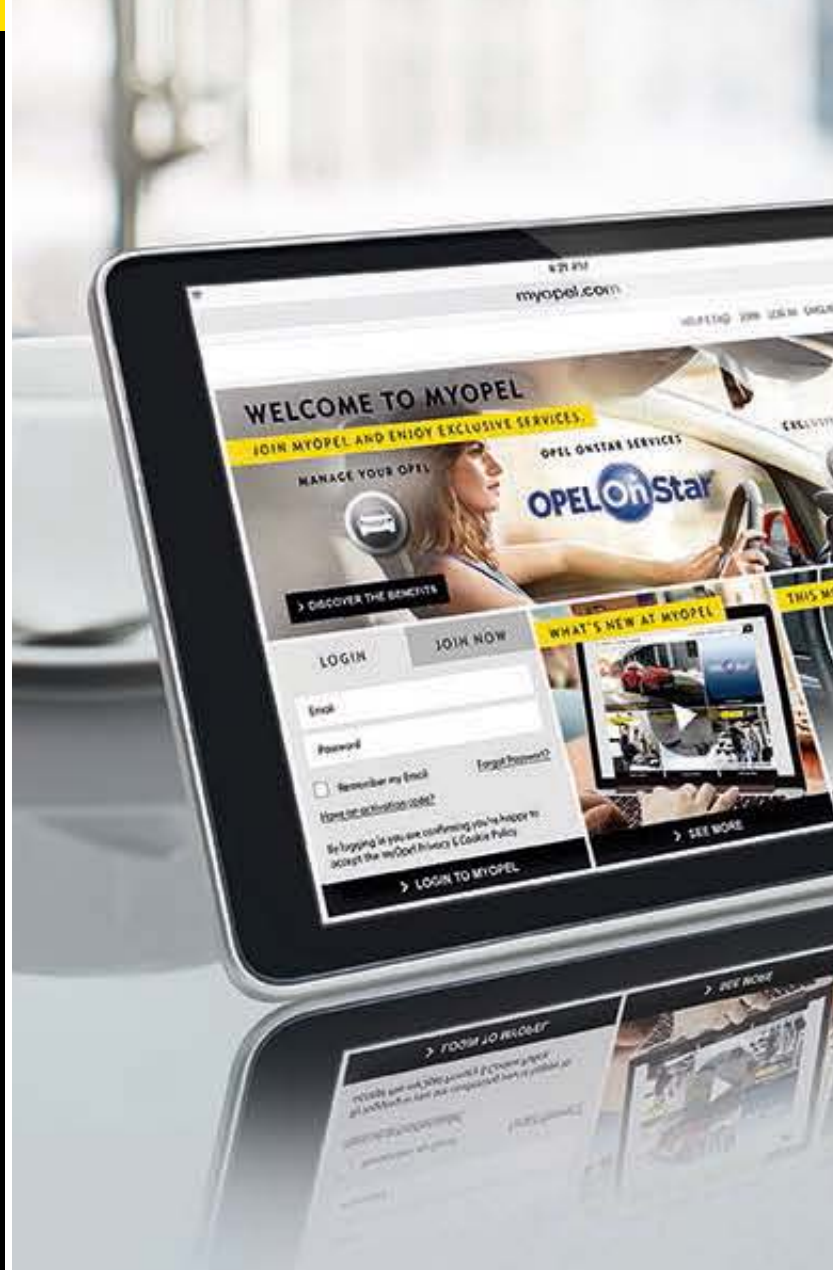 myopel.com
WELCOME TO MYOPEL
JOIN MYOPEL AND ENJOY EXCLUSIVE SERVICES.
MANAGE YOUR OPEL
OPEL ONSTAR SERVICES
OPEL OnStar
> DISCOVER THE BENEFITS
LOGIN
JOIN NOW
Email
Password
Remember my Email
Forgot Password?
Have an activation code?
By logging in you are confirming you're happy to
accept the myOpel Privacy & Cookie Policy
> LOGIN TO MYOPEL
WHAT'S NEW AT MYOPEL
> SEE MORE
THIS M